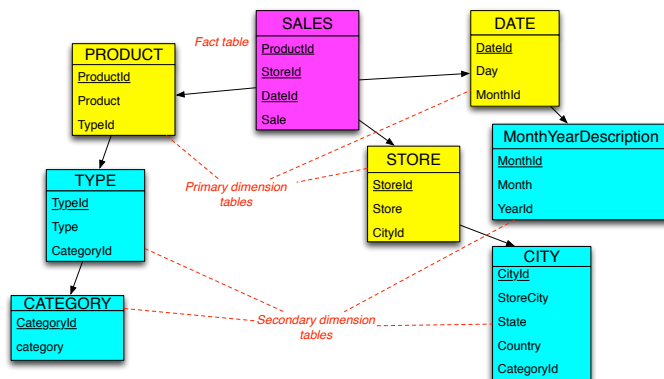 SALES
ProductId
StoreId
DateId
Sale
Fact table
DATE
DateId
Day
MonthId
PRODUCT
ProductId
Product
TypeId
MonthYearDescription
MonthId
Month
YearId
STORE
StoreId
Store
CityId
TYPE
TypeId
Type
CategoryId
Primary dimension
tables
CITY
CityId
StoreCity
State
Country
CategoryId
CATEGORY
CategoryId
category
Secondary dimension
tables